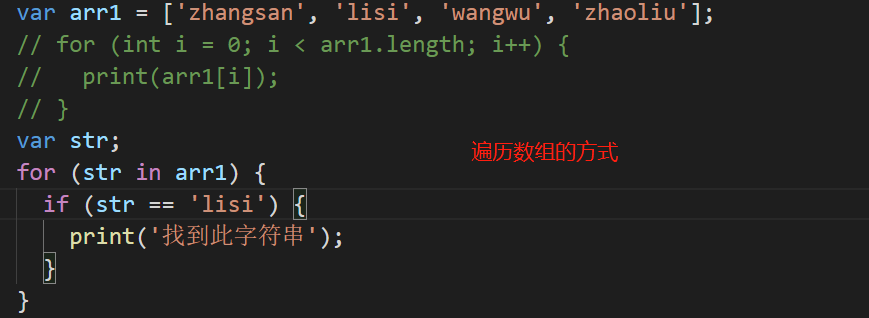 var arr1 = ['zhangsan', 'lisi', 'wangwu', 'zhaoliu'];
// for (int i = 0; i < arr1.length; i++) {
//   print(arr1[i]);
// }
var str;
遍历数组的方式
for (str in arr1) {
  if (str == 'lisi') {
    print('找到此字符串');
  }
}